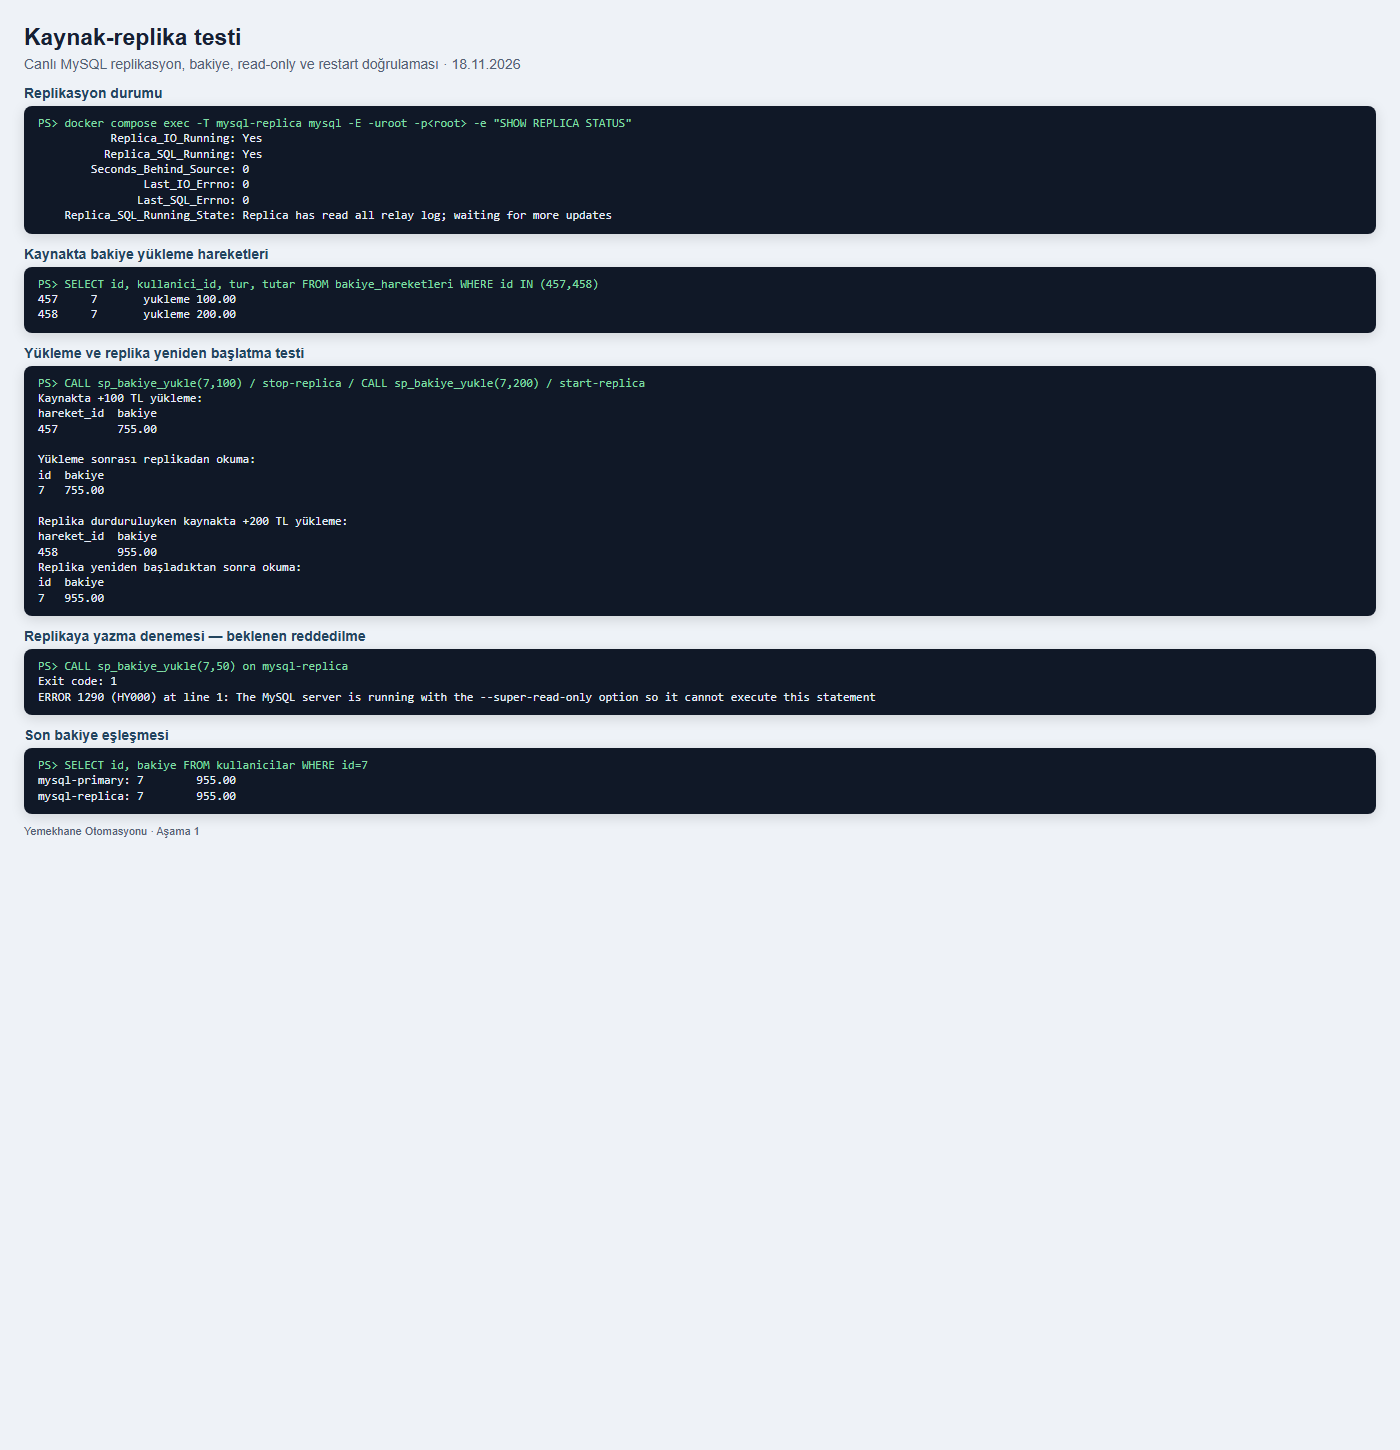 Kaynak-replika testi
Canlı MySQL replikasyon, bakiye, read-only ve restart doğrulaması · 18.11.2026
Replikasyon durumu
PS> docker compose exec -T mysql-replica mysql -E -uroot -p<root> -e "SHOW REPLICA STATUS"
Replica_IO_Running: Yes
Replica_SQL_Running: Yes
Seconds_Behind_Source: 0
Last_IO_Errno: 0
Last_SQL_Errno: 0
Replica_SQL_Running_State: Replica has read all relay log; waiting for more updates
Kaynakta bakiye yükleme hareketleri
PS> SELECT id, kullanici_id, tur, tutar FROM bakiye_hareketleri WHERE id IN (457,458)
457     7       yukleme 100.00
458     7       yukleme 200.00
Yükleme ve replika yeniden başlatma testi
PS> CALL sp_bakiye_yukle(7,100) / stop-replica / CALL sp_bakiye_yukle(7,200) / start-replica
Kaynakta +100 TL yükleme:
hareket_id  bakiye
457         755.00
Yükleme sonrası replikadan okuma:
id  bakiye
7   755.00
Replika durduruluyken kaynakta +200 TL yükleme:
hareket_id  bakiye
458         955.00
Replika yeniden başladıktan sonra okuma:
id  bakiye
7   955.00
Replikaya yazma denemesi — beklenen reddedilme
PS> CALL sp_bakiye_yukle(7,50) on mysql-replica
Exit code: 1
ERROR 1290 (HY000) at line 1: The MySQL server is running with the --super-read-only option so it cannot execute this statement
Son bakiye eşleşmesi
PS> SELECT id, bakiye FROM kullanicilar WHERE id=7
mysql-primary: 7        955.00
mysql-replica: 7        955.00
Yemekhane Otomasyonu · Aşama 1